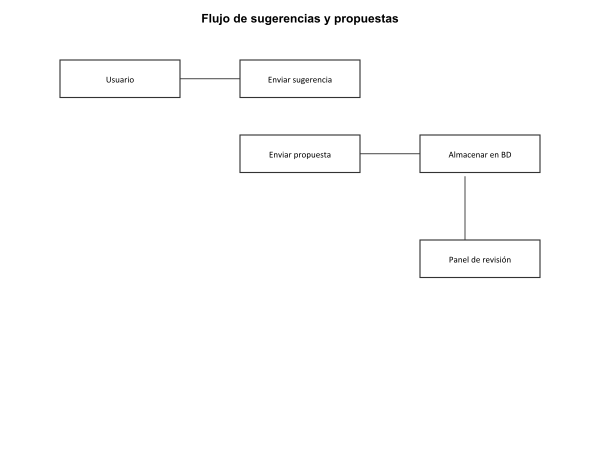 Flujo de sugerencias y propuestas
Usuario
Enviar sugerencia
Enviar propuesta
Almacenar en BD
Panel de revisión